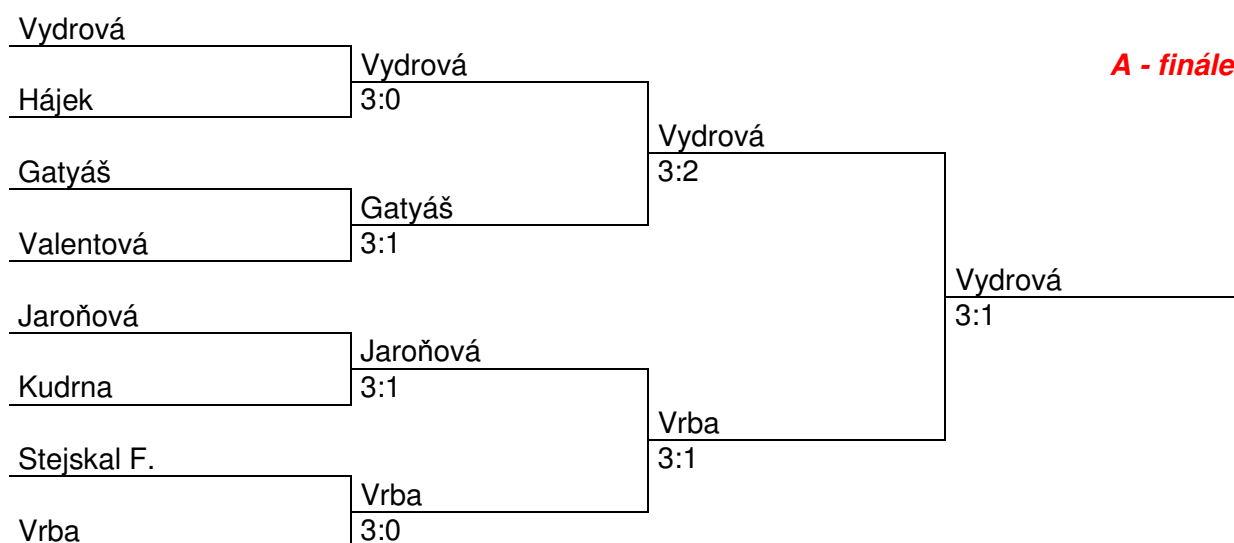 Vydrová
Vydrová
A - finále
Hájek
3:0
Vydrová
Gatyáš
3:2
Gatyáš
Valentová
3:1
Vydrová
Jaroňová
3:1
Jaroňová
Kudrna
3:1
Vrba
Stejskal F.
3:1
Vrba
Vrba
3:0